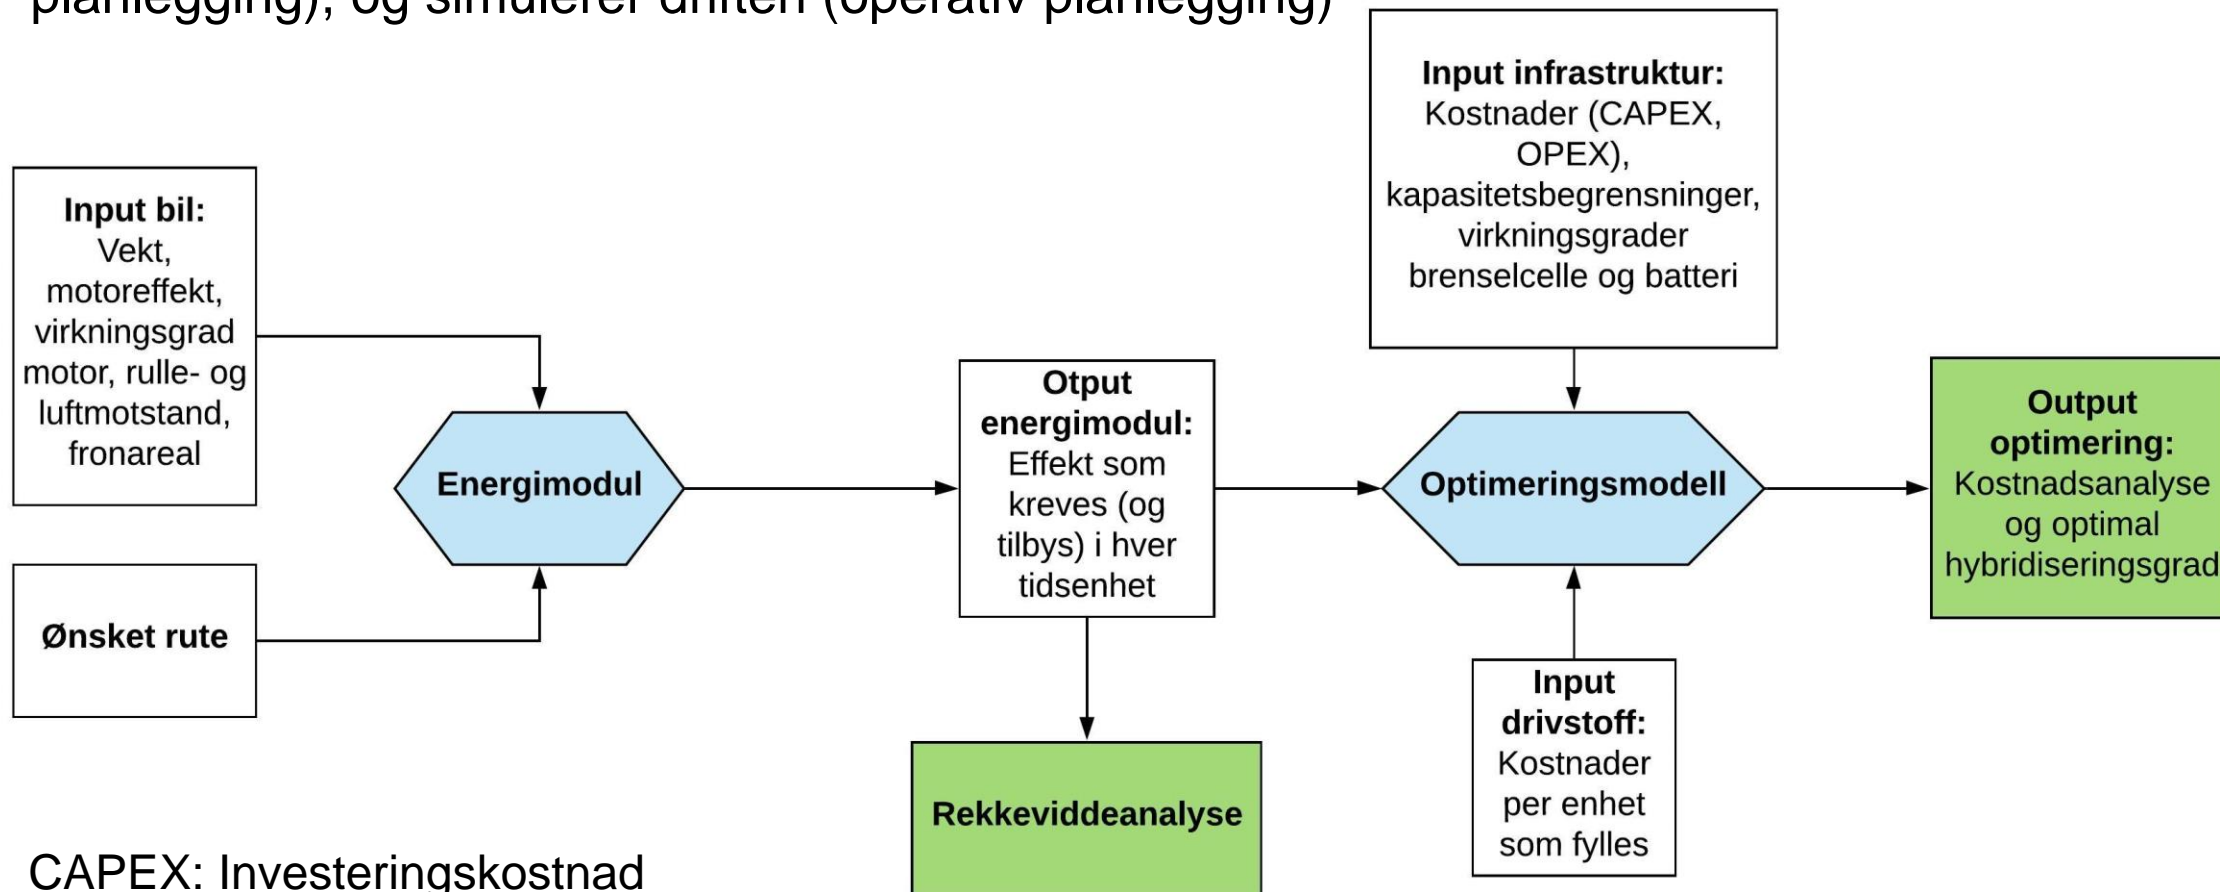 planlegging), og simulerer driften (operativ planlegging)
Input infrastruktur:
Kostnader (CAPEX,
OPEX),
kapasitetsbegrensninger,
virkningsgrader
brenselcelle og batteri
Input bil:
Vekt,
motoreffekt,
virkningsgrad
motor, rulle- og
luftmotstand,
fronareal
Energimodul
Otput
energimodul:
Effekt som
kreves (og
tilbys) i hver
tidsenhet
Optimeringsmodell
Output
optimering:
Kostnadsanalyse
og optimal
hybridiseringsgrad
Ønsket rute
Input
drivstoff:
Kostnader
per enhet
som fylles
Rekkeviddeanalyse
CAPEX: Investeringskostnad